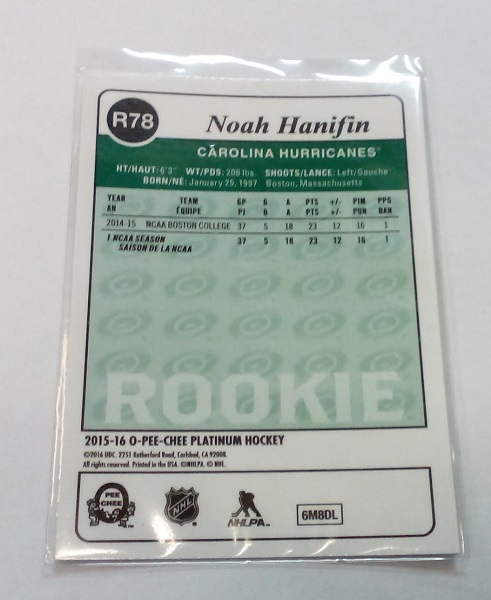 R78
Noah Hanifin
CAROLINA HURRICANES
HT/HAUT: 6'3" WT/PDS: 206 lbs. SHOOTS/LANCE: Left/Gauche
BORN/NÉ: January 25, 1997 Boston, Massachusetts
YEAR TEAM GP G A PTS +/- PIM PPG
AN ÉQUIPE PJ B A PTS +/- PUN BAN
2014-15 NCAA BOSTON COLLEGE 37 5 18 23 12 16 1
1 NCAA SEASON 37 5 18 23 12 16 1
SAISON DE LA NCAA
ROOKIE
2015-16 O-PEE-CHEE PLATINUM HOCKEY
©2016 UDC. 2251 Rutherford Road, Carlsbad, CA 92008.
All rights reserved. Printed in the USA. ©NHLPA. © NHL.
PEE
CHEE
NHL
NHLPA
6M8DL